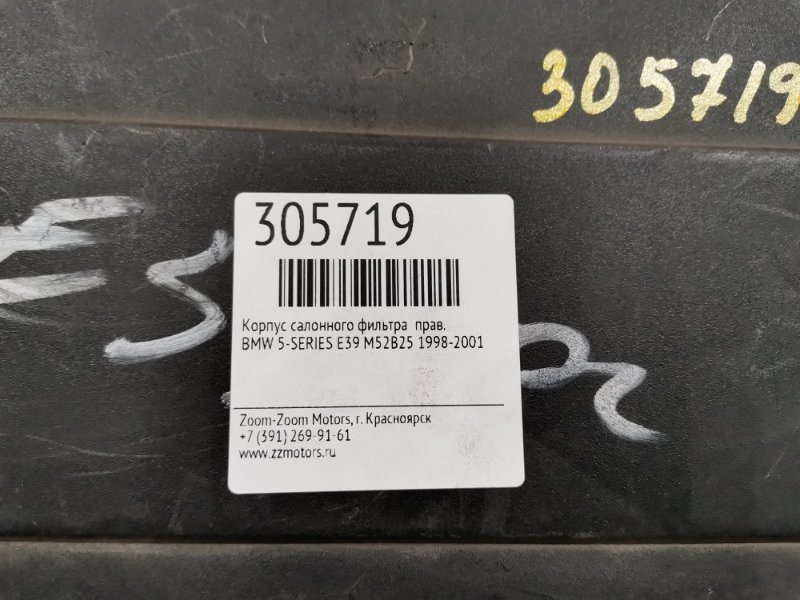 305719
305719
Корпус салонного фильтра прав.
BMW 5-SERIES E39 M52B25 1998-2001
Zoom-Zoom Motors, г. Красноярск
+7 (391) 269-91-61
www.zzmotors.ru